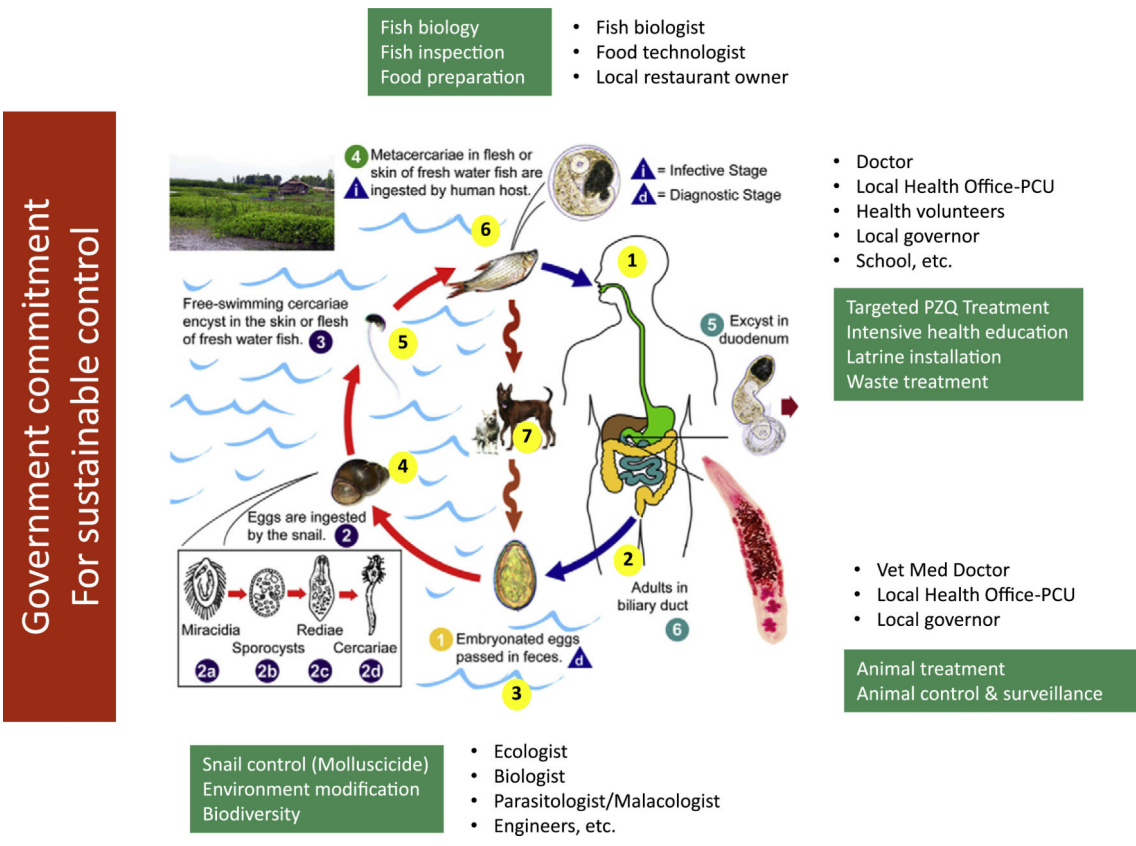 Fish biology
Fish inspection
Food preparation
• Fish biologist
• Food technologist
• Local restaurant owner
Government commitment
For sustainable control
4 Metacercariae in flesh or
skin of fresh water fish are
i ingested by human host.
i = Infective Stage
d = Diagnostic Stage
6
1
Free-swimming cercariae
encyst in the skin or flesh
of fresh water fish. 3
5
5 Excyst in
duodenum
7
4
Eggs are ingested
by the snail. 2
2
Miracidia
Sporocysts
Rediae
Cercariae
2a
2b
2c
2d
Adults in
biliary duct
6
1 Embryonated eggs
passed in feces. d
3
• Doctor
• Local Health Office-PCU
• Health volunteers
• Local governor
• School, etc.
Targeted PZQ Treatment
Intensive health education
Latrine installation
Waste treatment
• Vet Med Doctor
• Local Health Office-PCU
• Local governor
Animal treatment
Animal control & surveillance
Snail control (Molluscicide)
Environment modification
Biodiversity
• Ecologist
• Biologist
• Parasitologist/Malacologist
• Engineers, etc.